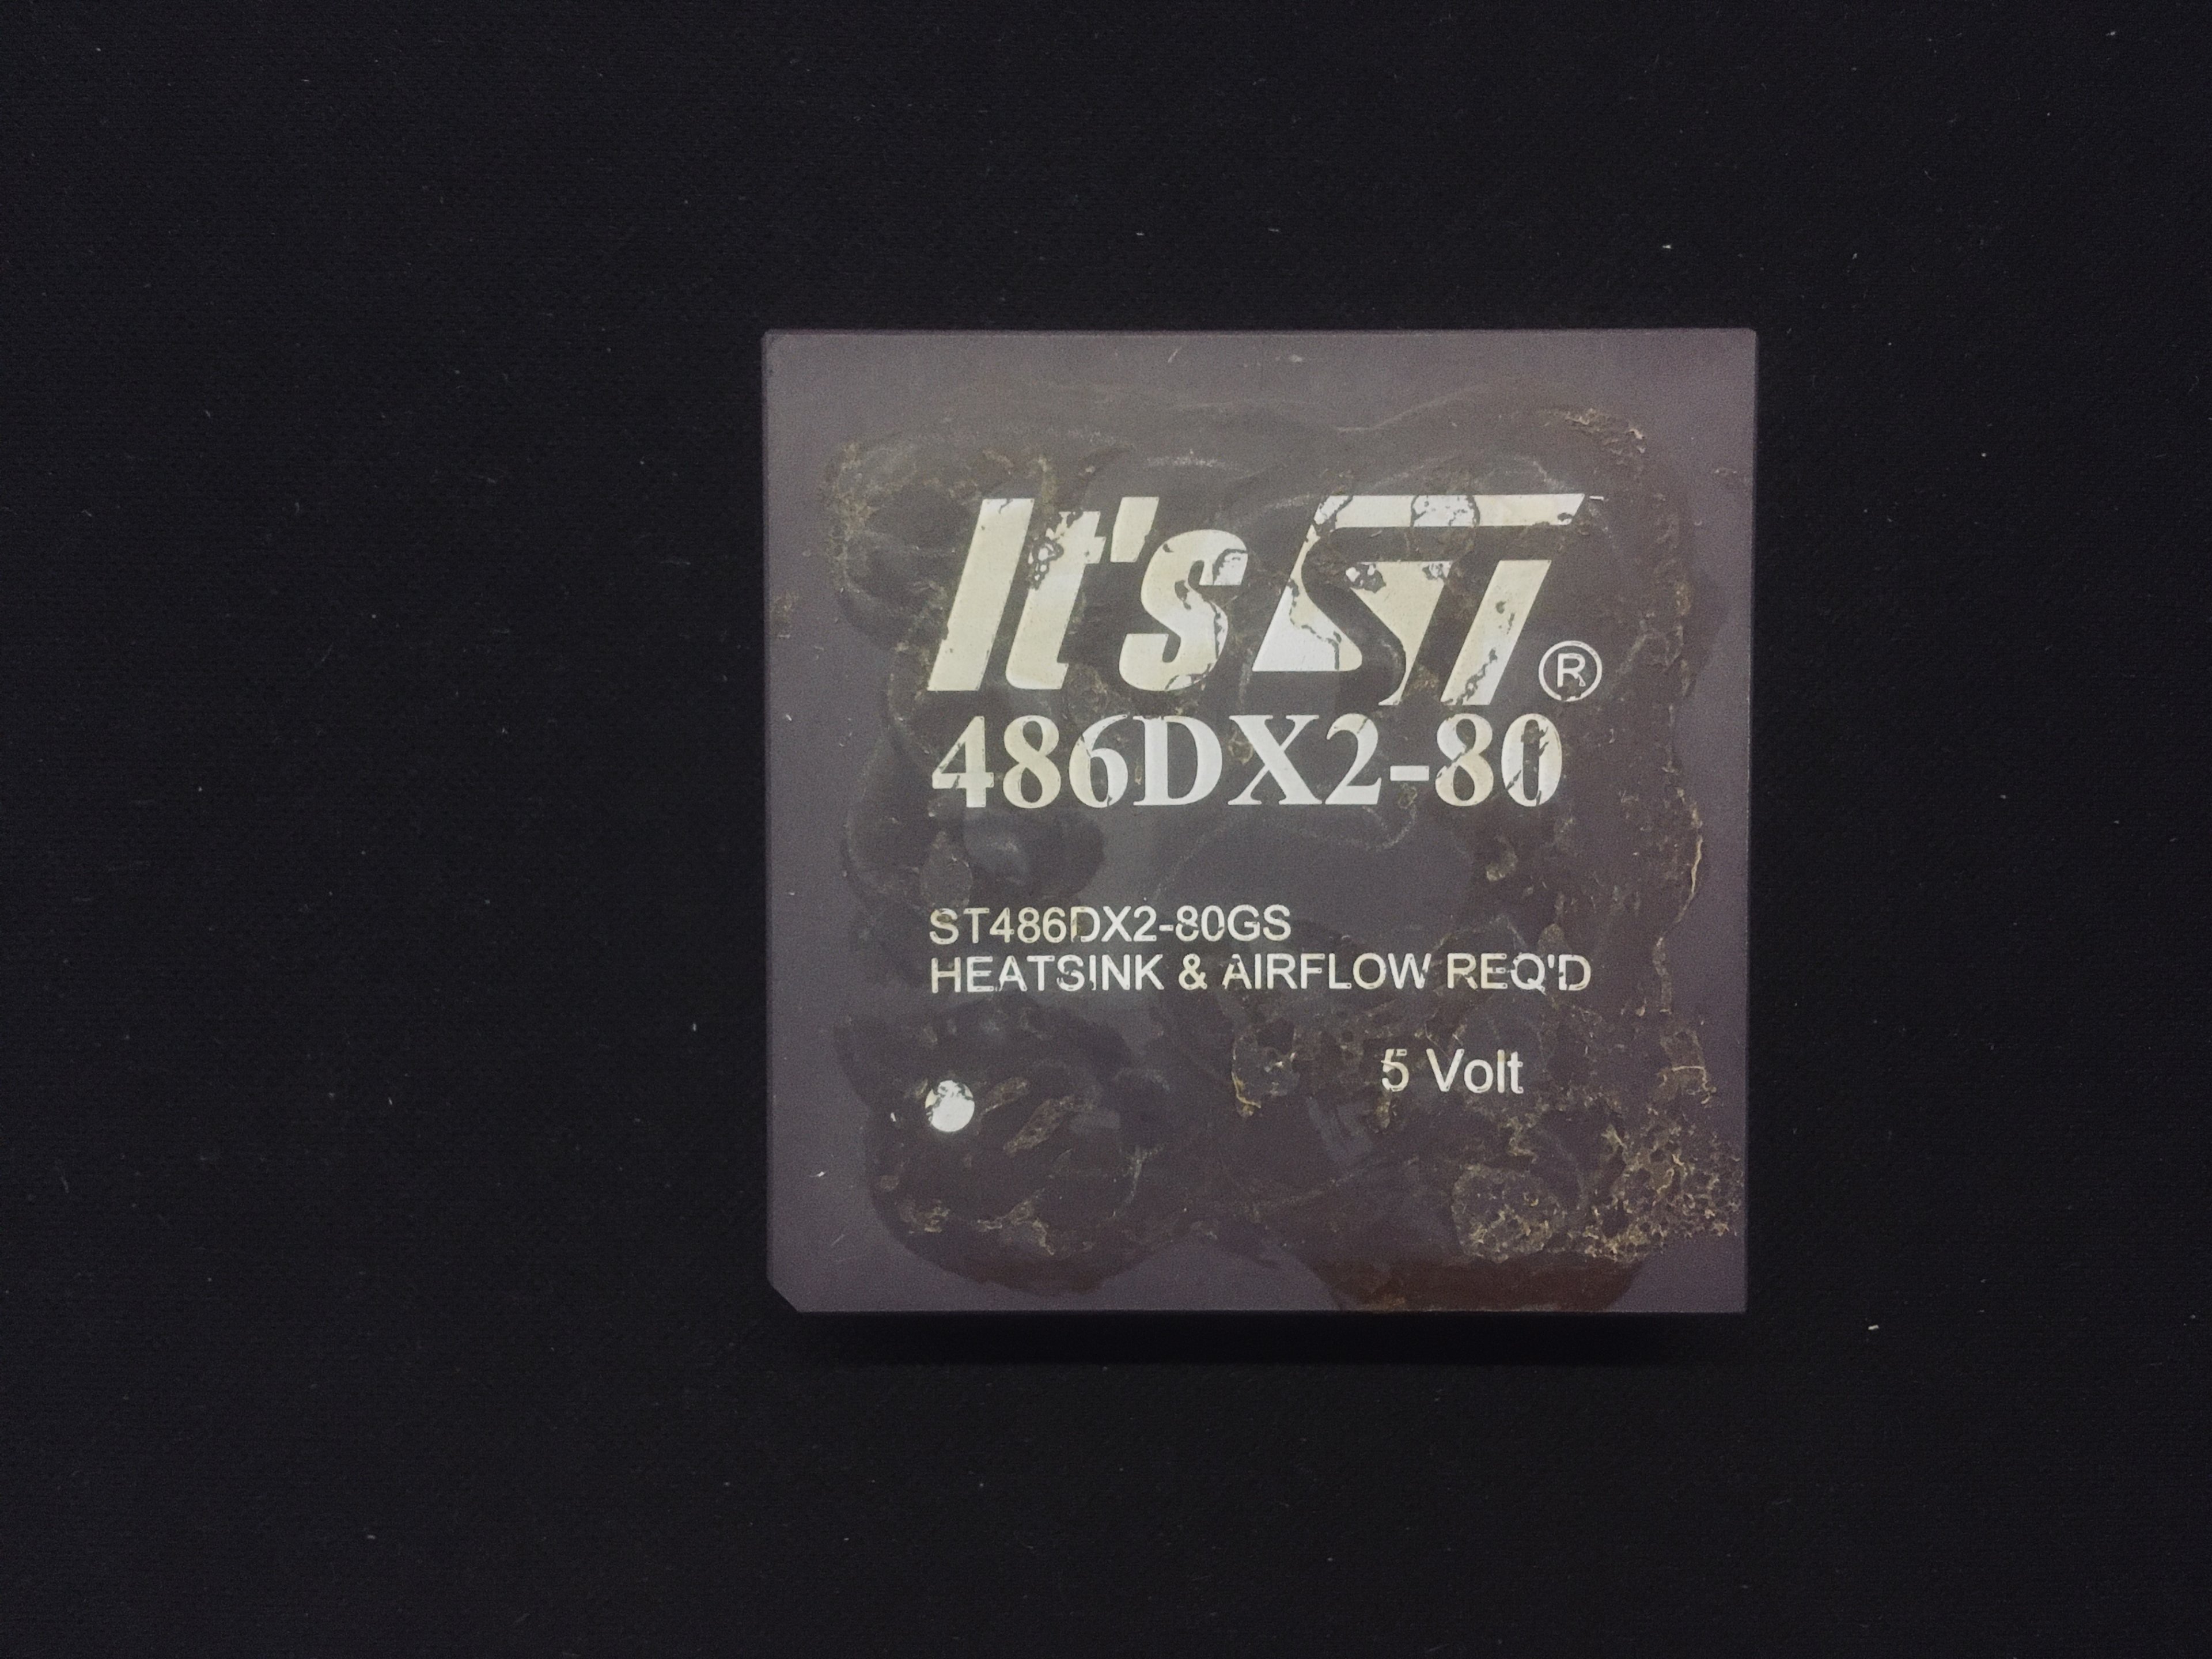 It's ST®
486DX2-80
ST486DX2-80GS
HEATSINK & AIRFLOW REQ'D
5 Volt